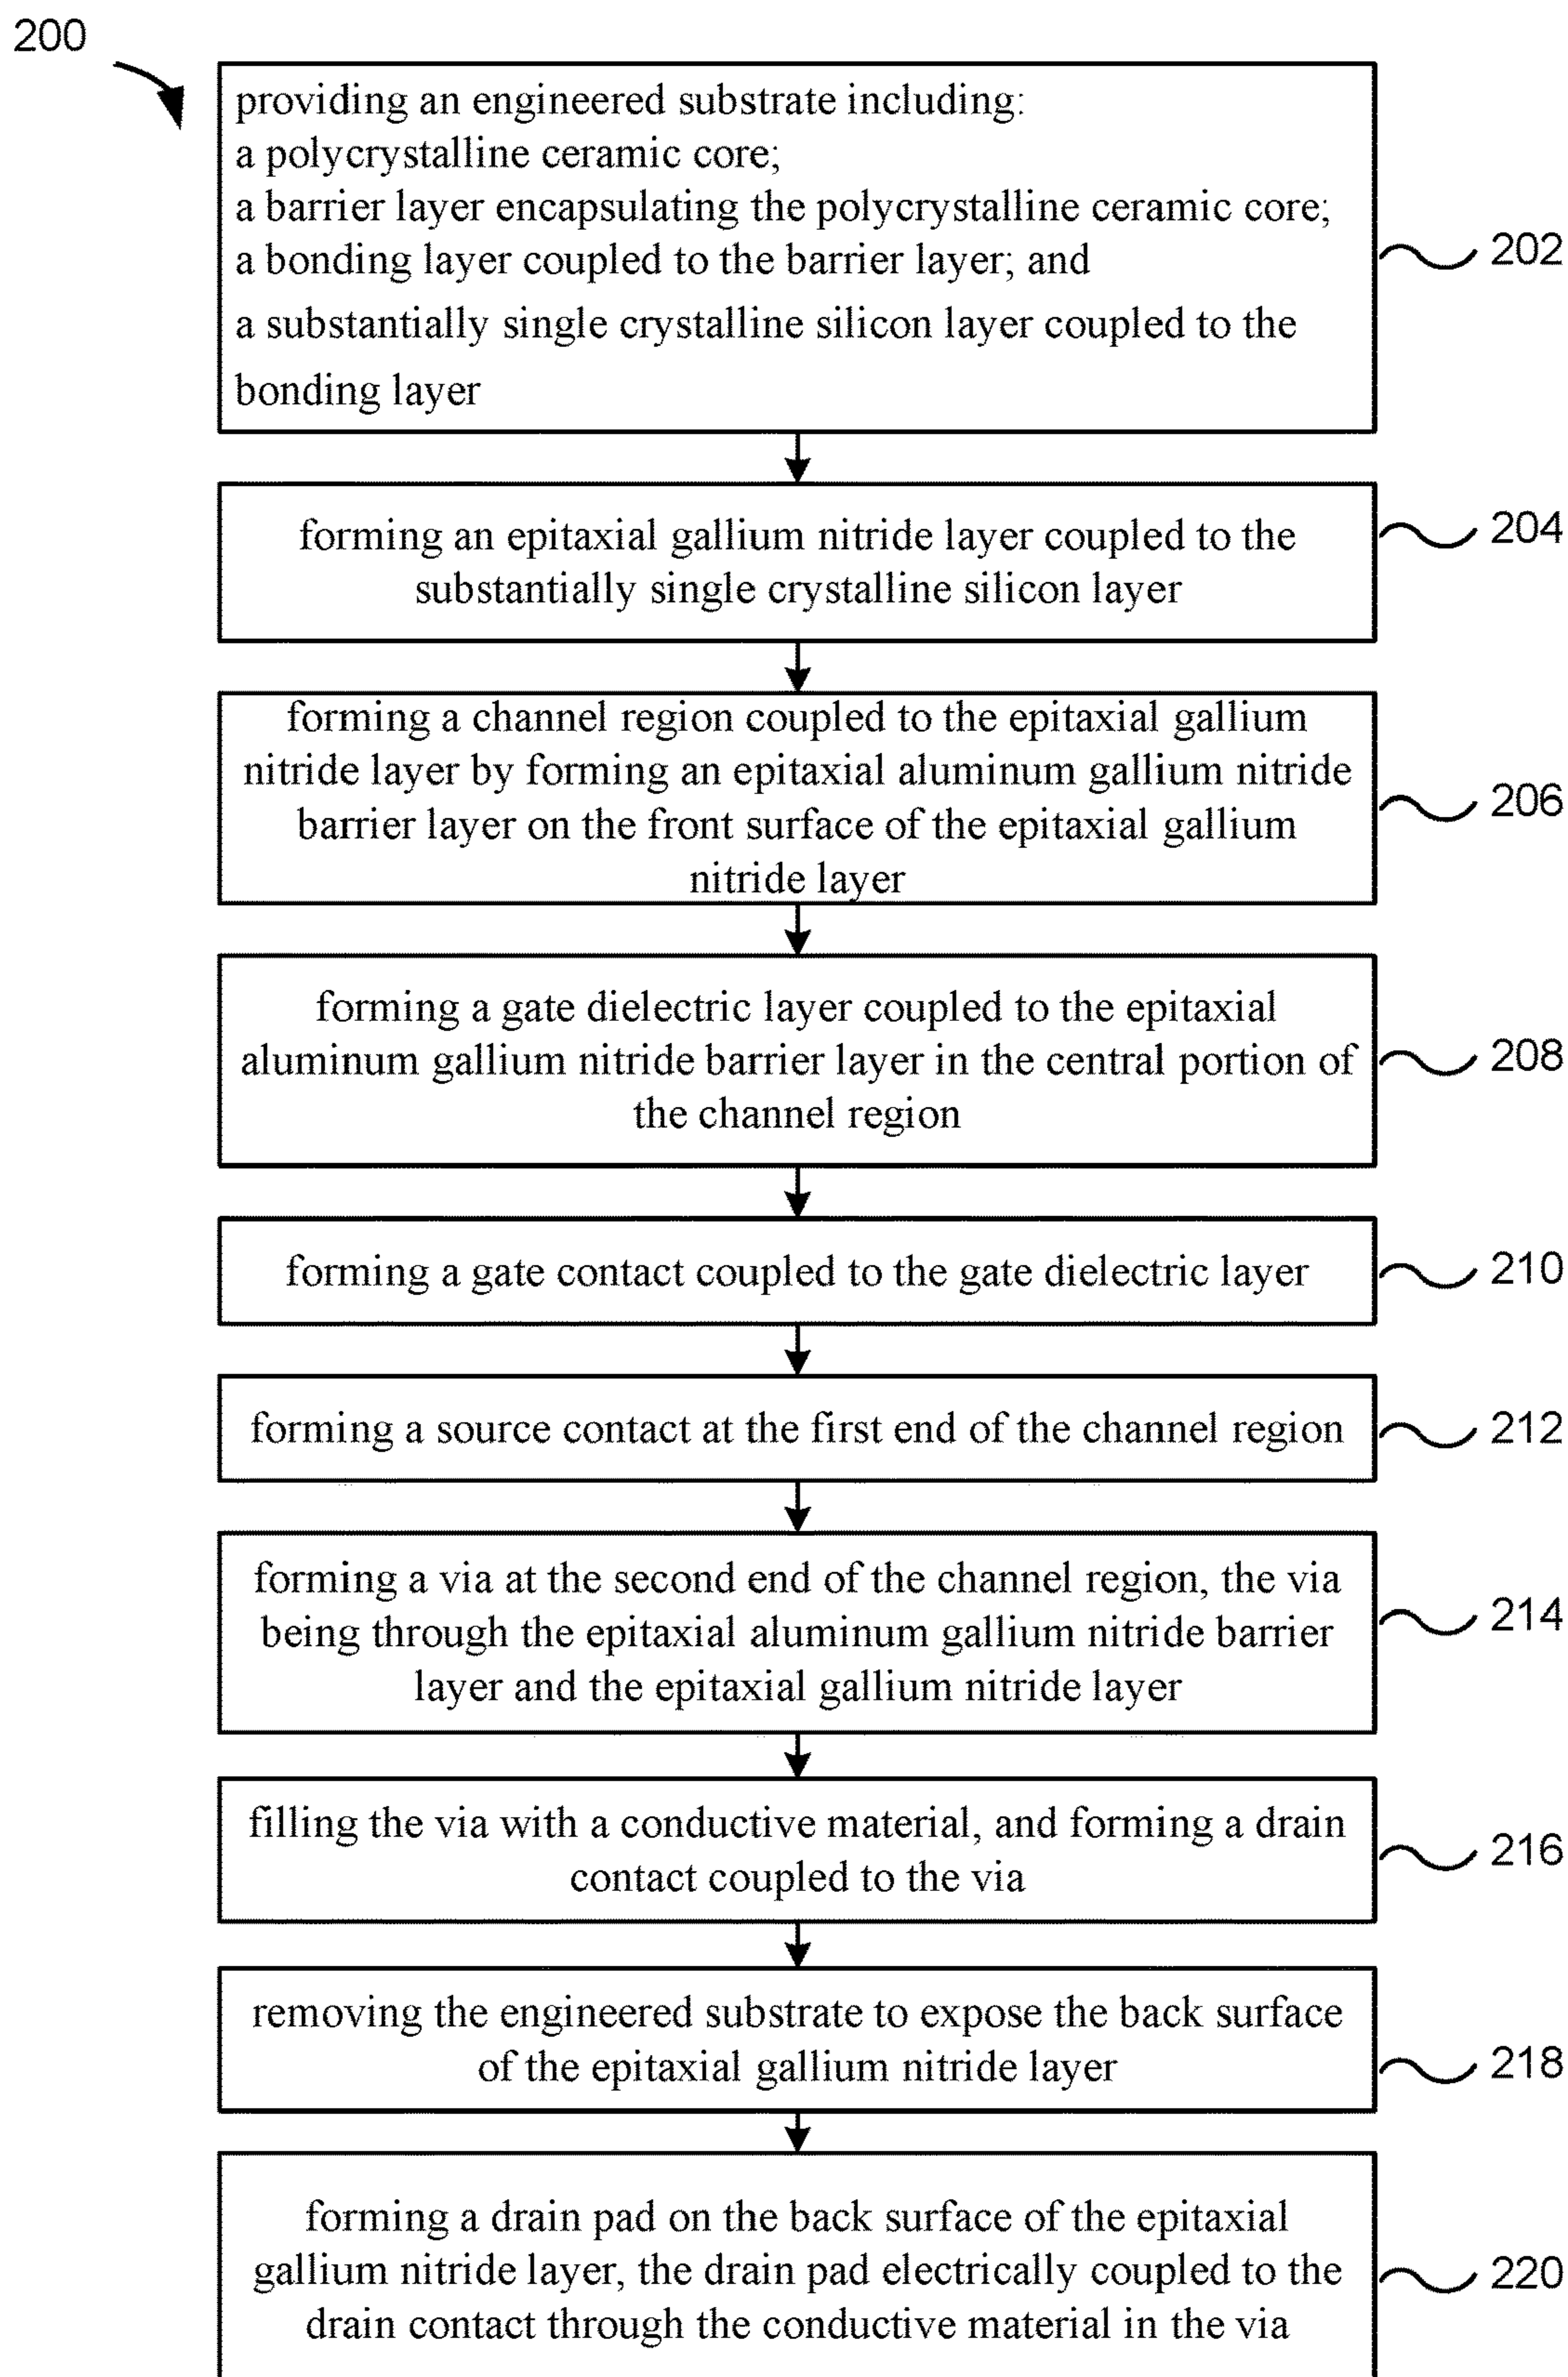 200
providing an engineered substrate including:
a polycrystalline ceramic core;
a barrier layer encapsulating the polycrystalline ceramic core;
a bonding layer coupled to the barrier layer; and
a substantially single crystalline silicon layer coupled to the
bonding layer
202
forming an epitaxial gallium nitride layer coupled to the
substantially single crystalline silicon layer
204
forming a channel region coupled to the epitaxial gallium
nitride layer by forming an epitaxial aluminum gallium nitride
barrier layer on the front surface of the epitaxial gallium
nitride layer
206
forming a gate dielectric layer coupled to the epitaxial
aluminum gallium nitride barrier layer in the central portion of
the channel region
208
forming a gate contact coupled to the gate dielectric layer
210
forming a source contact at the first end of the channel region
212
forming a via at the second end of the channel region, the via
being through the epitaxial aluminum gallium nitride barrier
layer and the epitaxial gallium nitride layer
214
filling the via with a conductive material, and forming a drain
contact coupled to the via
216
removing the engineered substrate to expose the back surface
of the epitaxial gallium nitride layer
218
forming a drain pad on the back surface of the epitaxial
gallium nitride layer, the drain pad electrically coupled to the
drain contact through the conductive material in the via
220